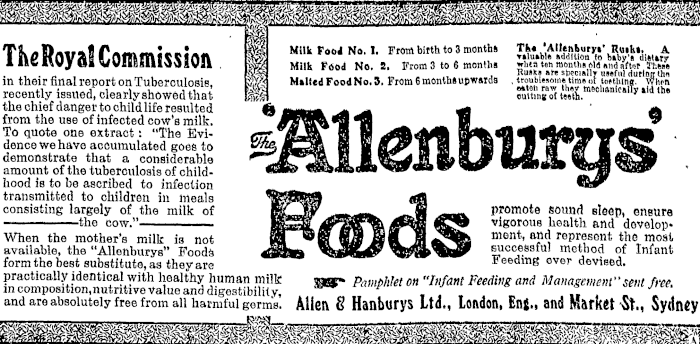 The Royal Commission
in their final report on Tuberculosis,
recently issued, clearly showed that
the chief danger to child life resulted
from the use of infected cow's milk.
To quote one extract: "The Evi-
dence we have accumulated goes to
demonstrate that a considerable
amount of the tuberculosis of child-
hood is to be ascribed to infection
transmitted to children in meals
consisting largely of the milk of
the cow."
When the mother's milk is not
available, the "Allenburys" Foods
form the best substitute, as they are
practically identical with healthy human milk
in composition, nutritive value and digestibility,
and are absolutely free from all harmful germs.
Milk Food No. 1. From birth to 3 months
Milk Food No. 2. From 3 to 6 months
Malted Food No. 3. From 6 months upwards
The 'Allenburys' Rusks. A
valuable addition to baby's dietary
when ten months old and after These
Rusks are specially useful during the
troublesome time of teething. When
eaten raw they mechanically aid the
cutting of teeth.
The 'Allenburys'
Foods
promote sound sleep, ensure
vigorous health and develop-
ment, and represent the most
successful method of Infant
Feeding ever devised.
Pamphlet on "Infant Feeding and Management" sent free.
Allen & Hanburys Ltd., London, Eng., and Market St., Sydney